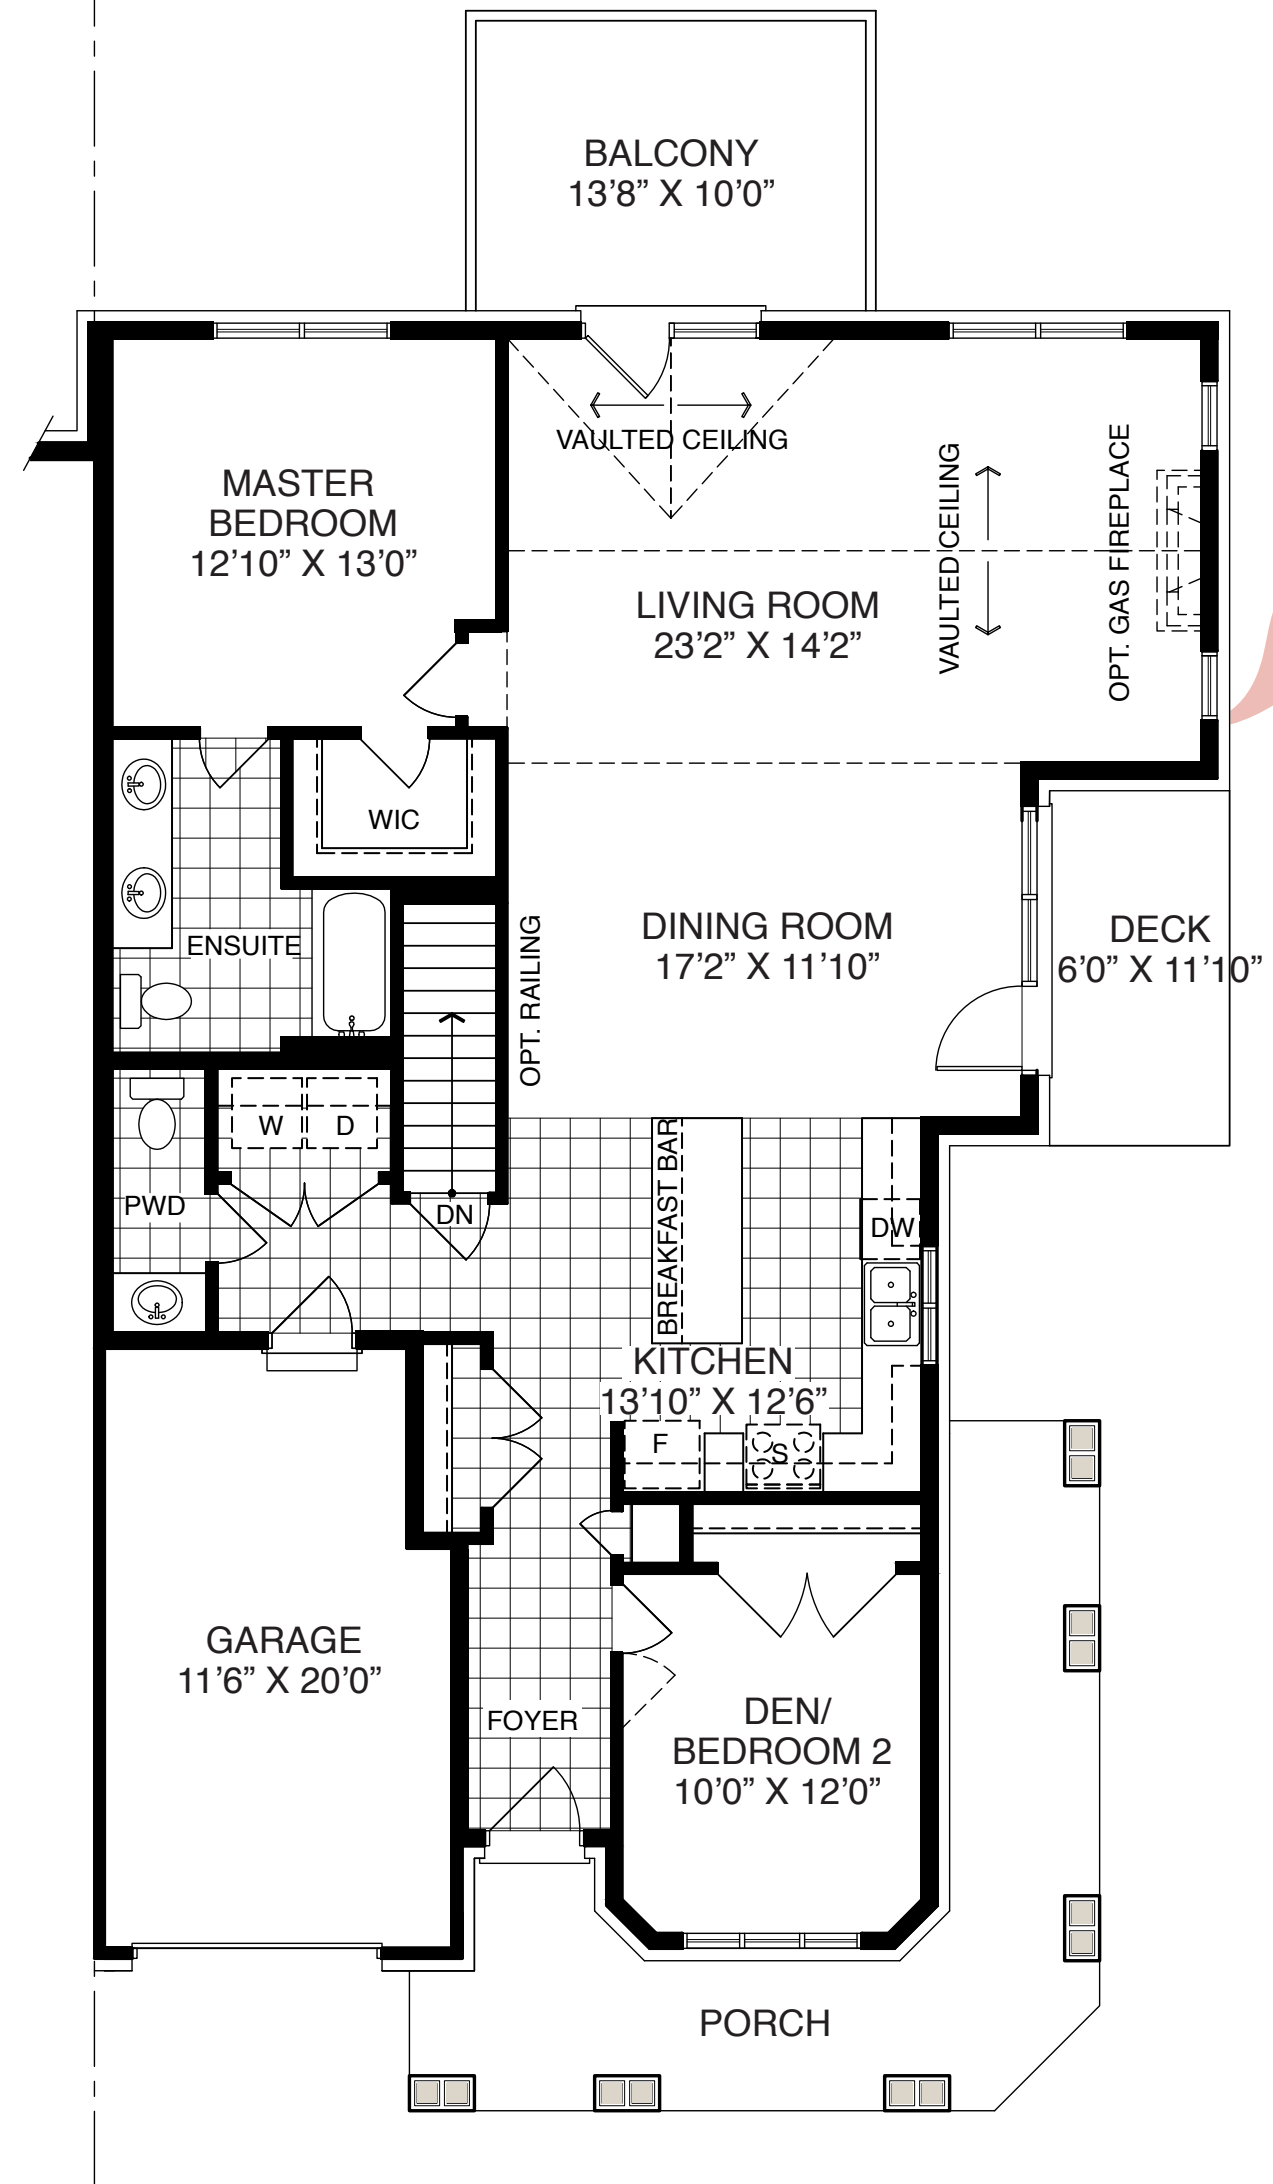 BALCONY
13’8” X 10’0”
VAULTED CEILING
MASTER
BEDROOM
12’10” X 13’0”
VAULTED CEILING
OPT. GAS FIREPLACE
LIVING ROOM
23’2” X 14’2”
WIC
ENSUITE
OPT. RAILING
DINING ROOM
17’2” X 11’10”
DECK
6’0” X 11’10”
W
D
PWD
DN
BREAKFAST BAR
DW
KITCHEN
13’10” X 12’6”
F
S
GARAGE
11’6” X 20’0”
FOYER
DEN/
BEDROOM 2
10’0” X 12’0”
PORCH